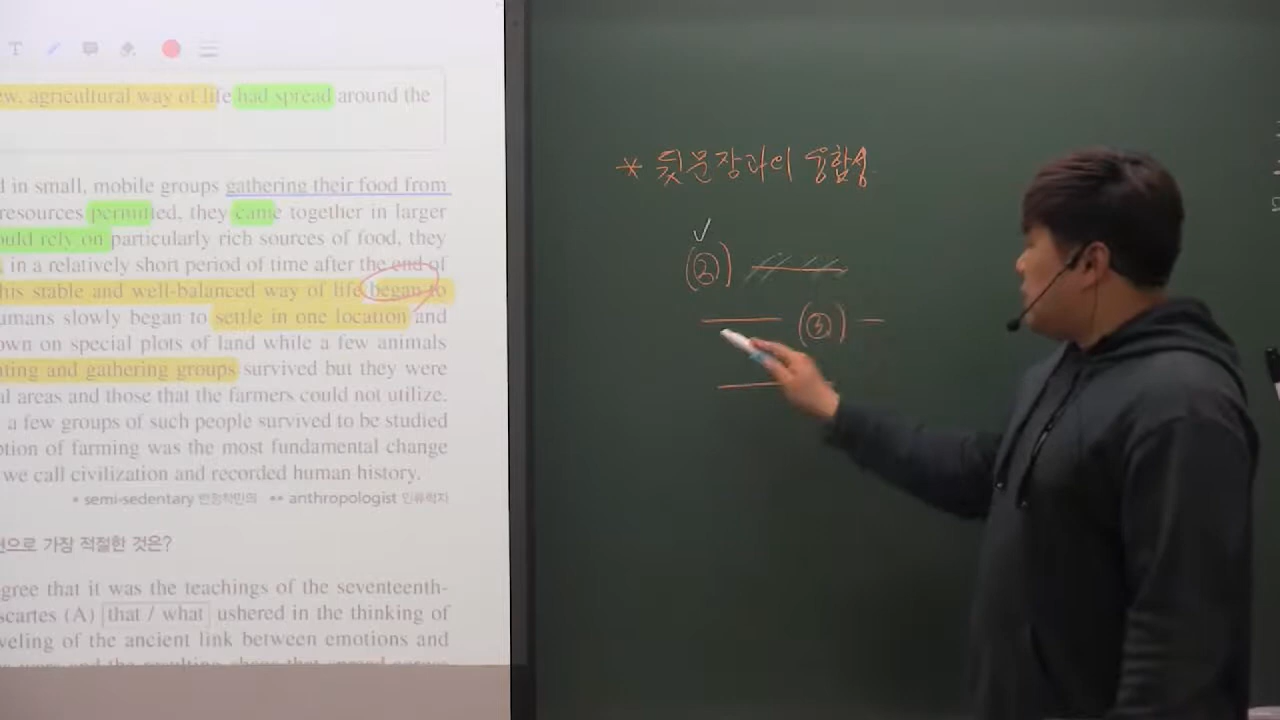 T
ew, agricultural way of life had spread around the
d in small, mobile groups gathering their food from
resources permitted, they came together in larger
ould rely on particularly rich sources of food, they
in a relatively short period of time after the end of
his stable and well-balanced way of life began to
umans slowly began to settle in one location and
own on special plots of land while a few animals
ting and gathering groups survived but they were
al areas and those that the farmers could not utilize.
a few groups of such people survived to be studied
ption of farming was the most fundamental change
we call civilization and recorded human history.
* semi-sedentary 반정착민의 ** anthropologist 인류학자
것으로 가장 적절한 것은?
gree that it was the teachings of the seventeenth-
scartes (A) that / what ushered in the thinking of
veling of the ancient link between emotions and
* 뒷문장과의 응합성
(②)
(③)